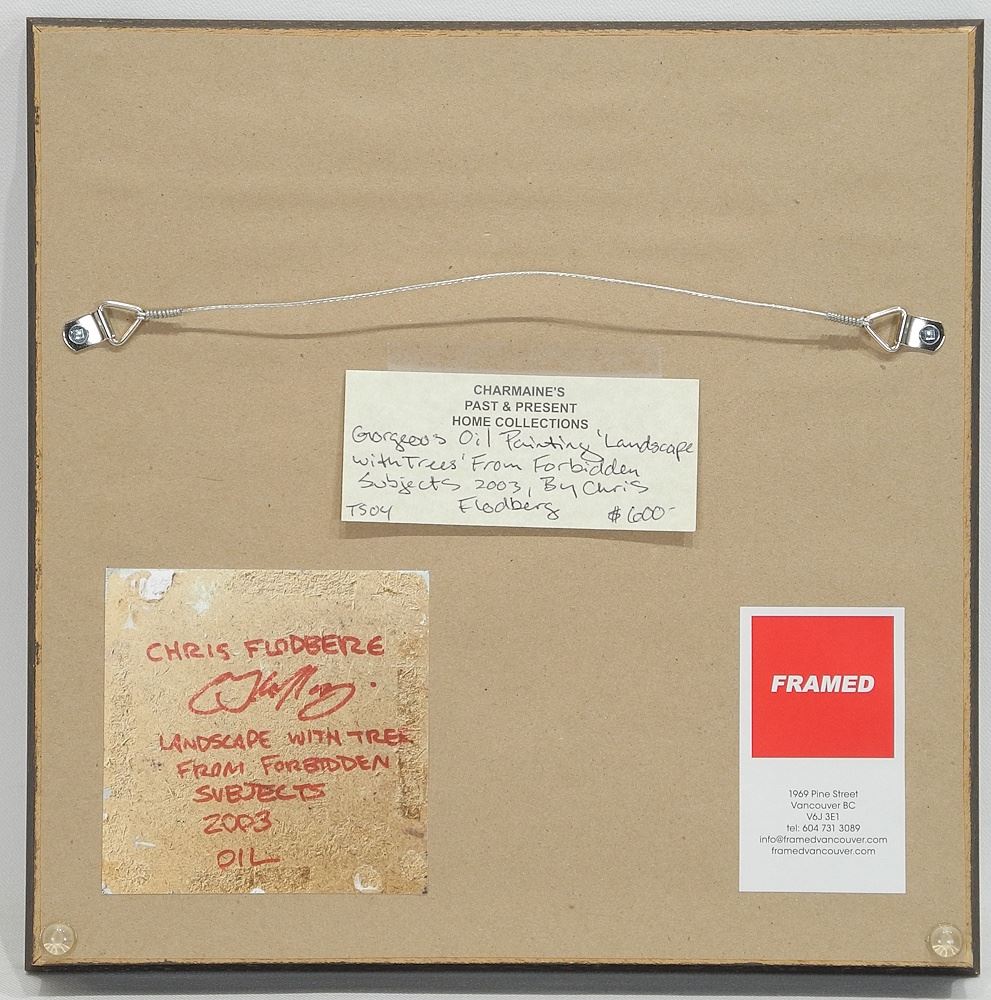 CHARMAINE'S
PAST & PRESENT
HOME COLLECTIONS
Gorgeous Oil Painting 'Landscape
with Trees' From Forbidden
Subjects 2003, By Chris
Flodberg
TS04 $600-
CHRIS FLODBERG
LANDSCAPE WITH TREE
FROM FORBIDDEN
SUBJECTS
2003
OIL
FRAMED
1969 Pine Street
Vancouver BC
V6J 3E1
tel: 604 731 3089
info@framedvancouver.com
framedvancouver.com